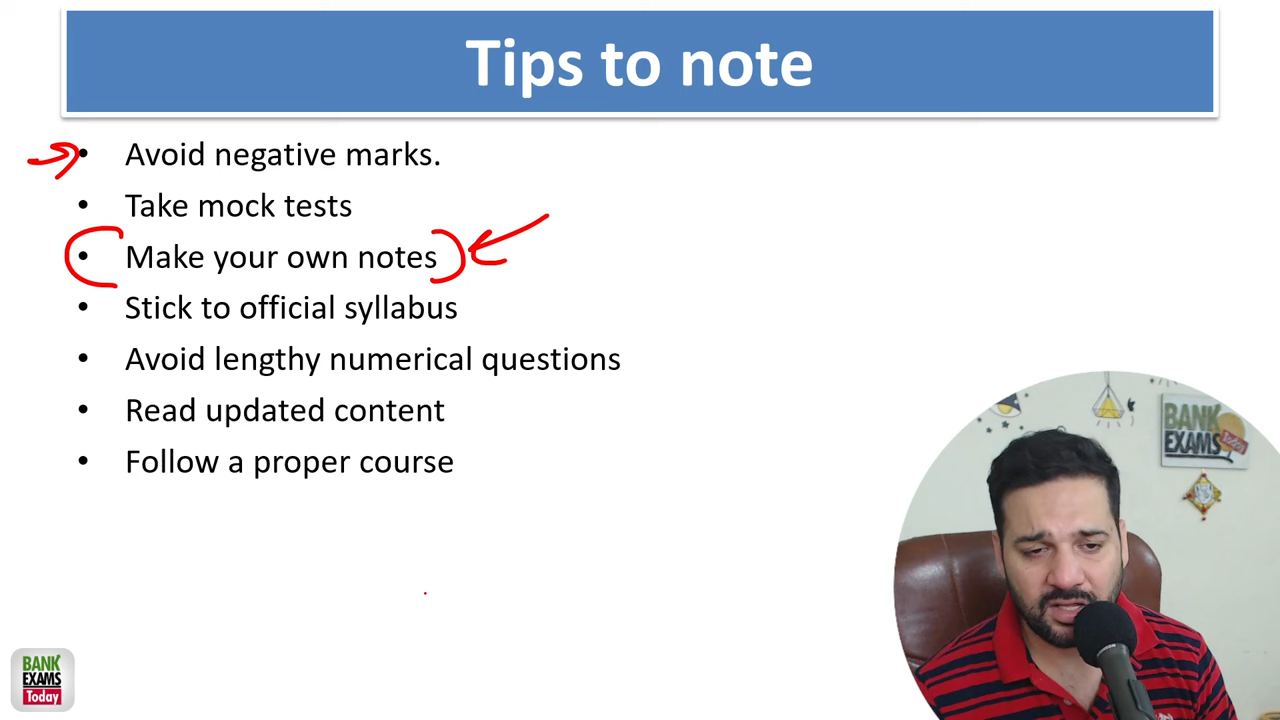 Tips to note
• Avoid negative marks.
• Take mock tests
• Make your own notes
• Stick to official syllabus
• Avoid lengthy numerical questions
• Read updated content
• Follow a proper course
BANK
EXAMS
Today
BANK
EXAMS
Today